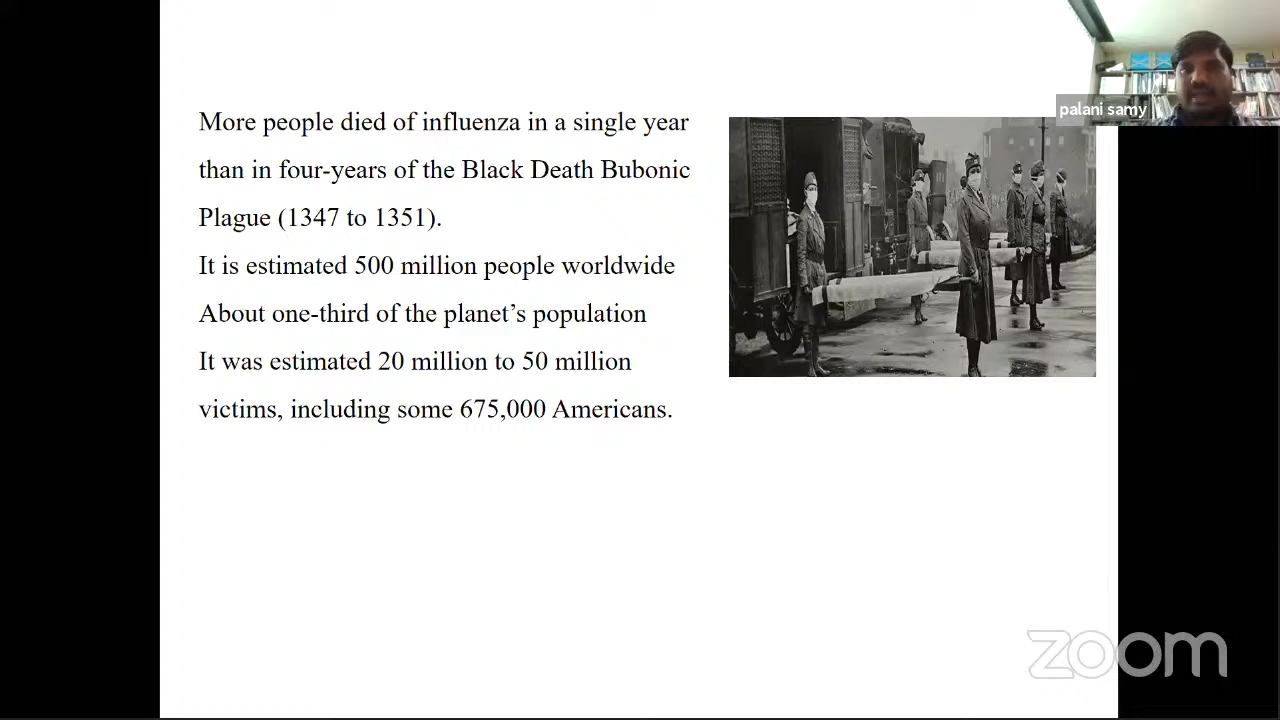 More people died of influenza in a single year
than in four-years of the Black Death Bubonic
Plague (1347 to 1351).
It is estimated 500 million people worldwide
About one-third of the planet’s population
It was estimated 20 million to 50 million
victims, including some 675,000 Americans.
palani samy
zoom